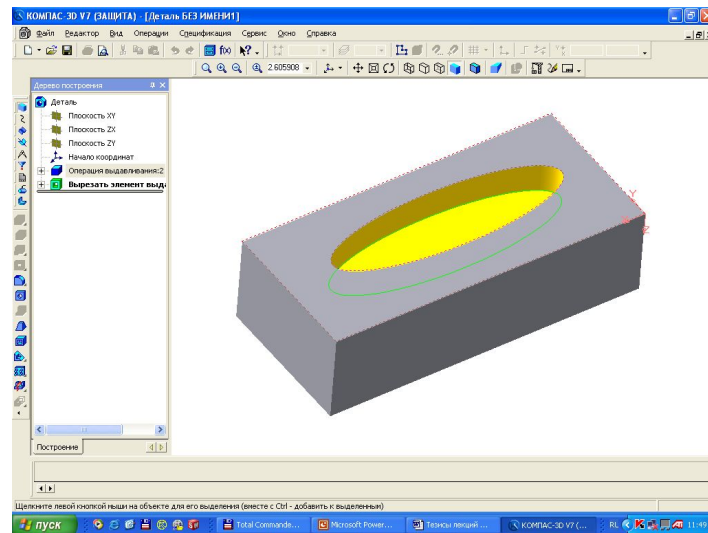 КОМПАС-3D V7 (ЗАЩИТА) - [Деталь БЕЗ ИМЕНИ1]
Файл Редактор Вид Операции Спецификация Сервис Окно Справка
2.605908
Дерево построения
Деталь
Плоскость XY
Плоскость ZX
Плоскость ZY
Начало координат
Операция выдавливания:2
Вырезать элемент выда
Y
X
Z
Построение
Щелкните левой кнопкой мыши на объекте для его выделения (вместе с Ctrl - добавить к выделенным)
пуск
Total Commande...
Microsoft Power...
Тезисы лекций ...
КОМПАС-3D V7 (...
RL
11:49